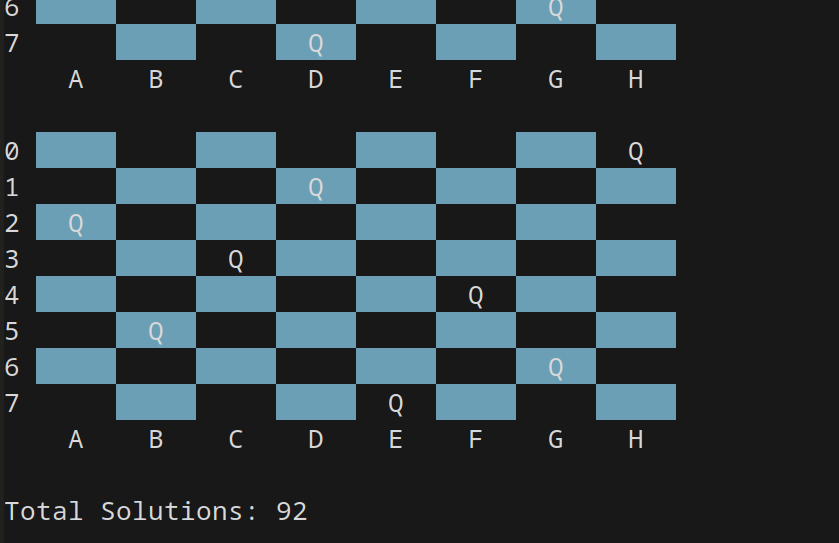 6 Q
7 Q
A B C D E F G H
0 Q
1 Q
2 Q
3 Q
4 Q
5 Q
6 Q
7 Q
A B C D E F G H
Total Solutions: 92